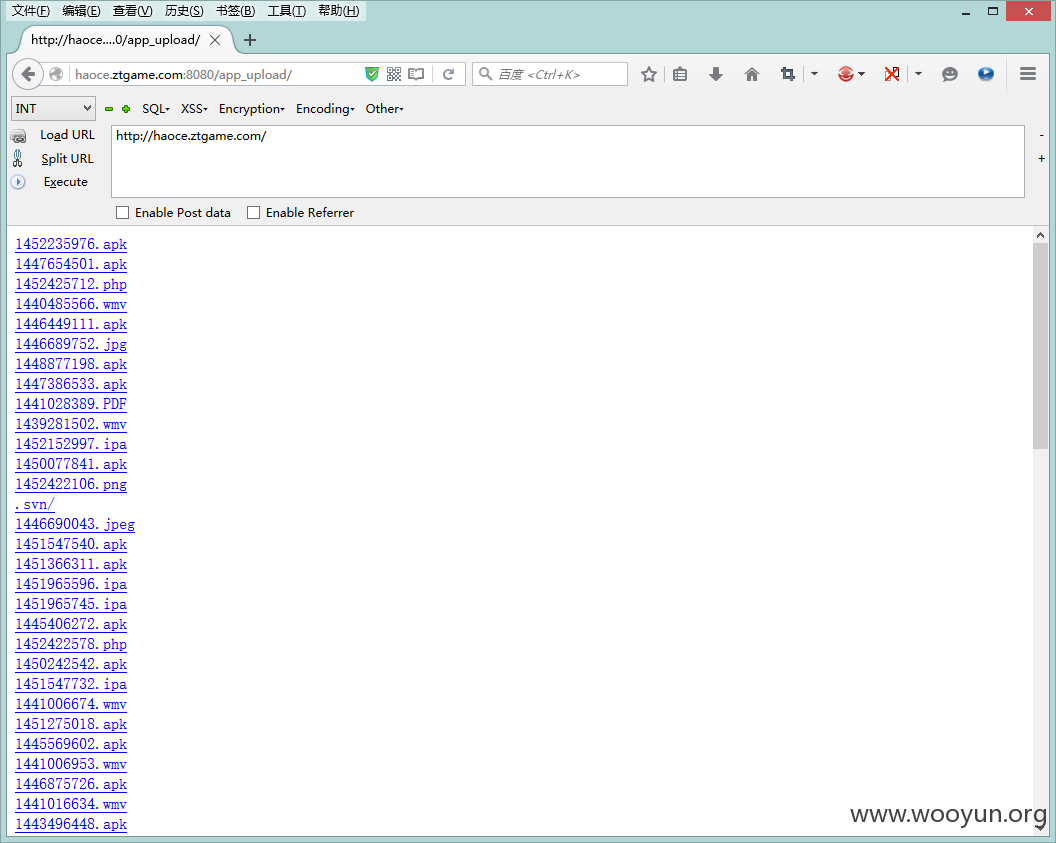 文件(F) 编辑(E) 查看(V) 历史(S) 书签(B) 工具(T) 帮助(H)
http://haoce....0/app_upload/
haoce.ztgame.com:8080/app_upload/ 百度 <Ctrl+K>
INT SQL XSS Encryption Encoding Other
Load URL http://haoce.ztgame.com/
Split URL
Execute
Enable Post data Enable Referrer
1452235976.apk
1447654501.apk
1452425712.php
1440485566.wmv
1446449111.apk
1446689752.jpg
1448877198.apk
1447386533.apk
1441028389.PDF
1439281502.wmv
1452152997.ipa
1450077841.apk
1452422106.png
.svn/
1446690043.jpeg
1451547540.apk
1451366311.apk
1451965596.ipa
1451965745.ipa
1445406272.apk
1452422578.php
1450242542.apk
1451547732.ipa
1441006674.wmv
1451275018.apk
1445569602.apk
1441006953.wmv
1446875726.apk
1441016634.wmv
1443496448.apk
www.wooyun.org